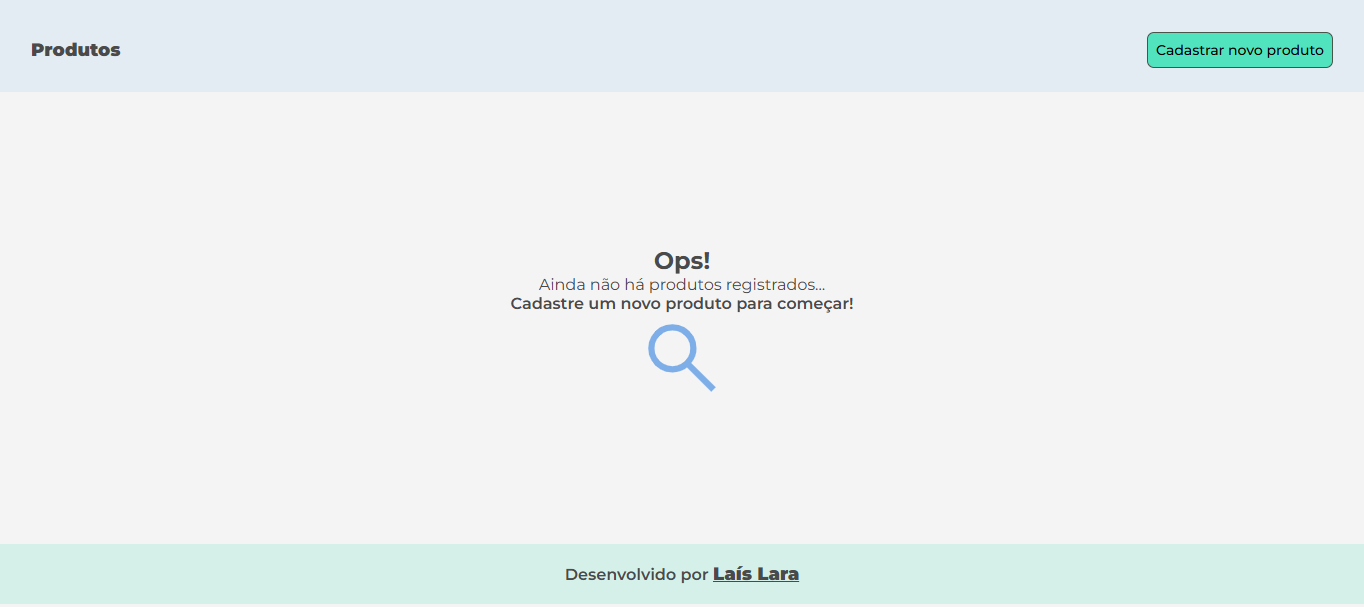 Produtos
Cadastrar novo produto
Ops!
Ainda não há produtos registrados...
Cadastre um novo produto para começar!
Desenvolvido por Laís Lara